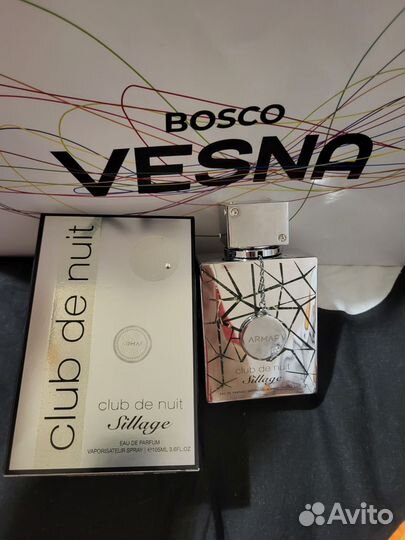 BOSCO
VESNA
club de nuit
ARMAF
club de nuit
Sillage
EAU DE PARFUM
VAPORISATEUR SPRAY | ℮105ML 3.6FL.OZ
ARMAF
club de nuit
Sillage
Avito